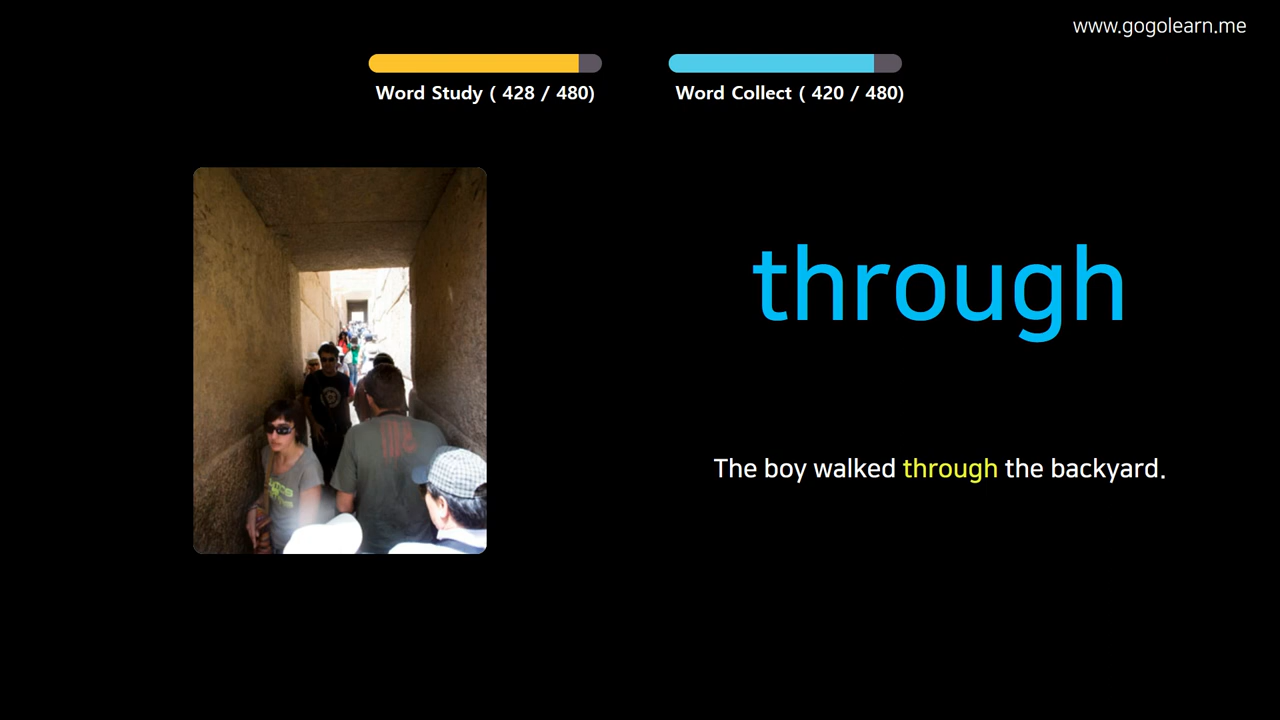 www.gogolearn.me
Word Study ( 428 / 480)
Word Collect ( 420 / 480)
through
The boy walked through the backyard.